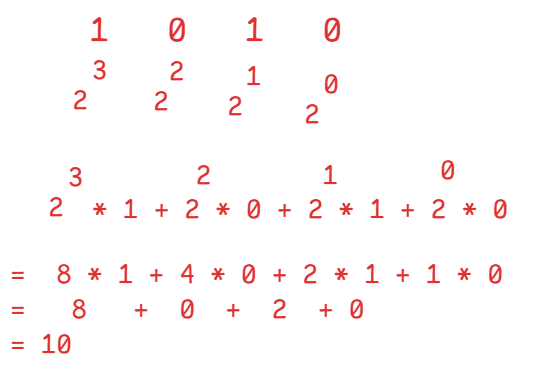 1 0 1 0
3 2 1 0
2 2 2 2
3 2 1 0
2 * 1 + 2 * 0 + 2 * 1 + 2 * 0
= 8 * 1 + 4 * 0 + 2 * 1 + 1 * 0
= 8 + 0 + 2 + 0
= 10